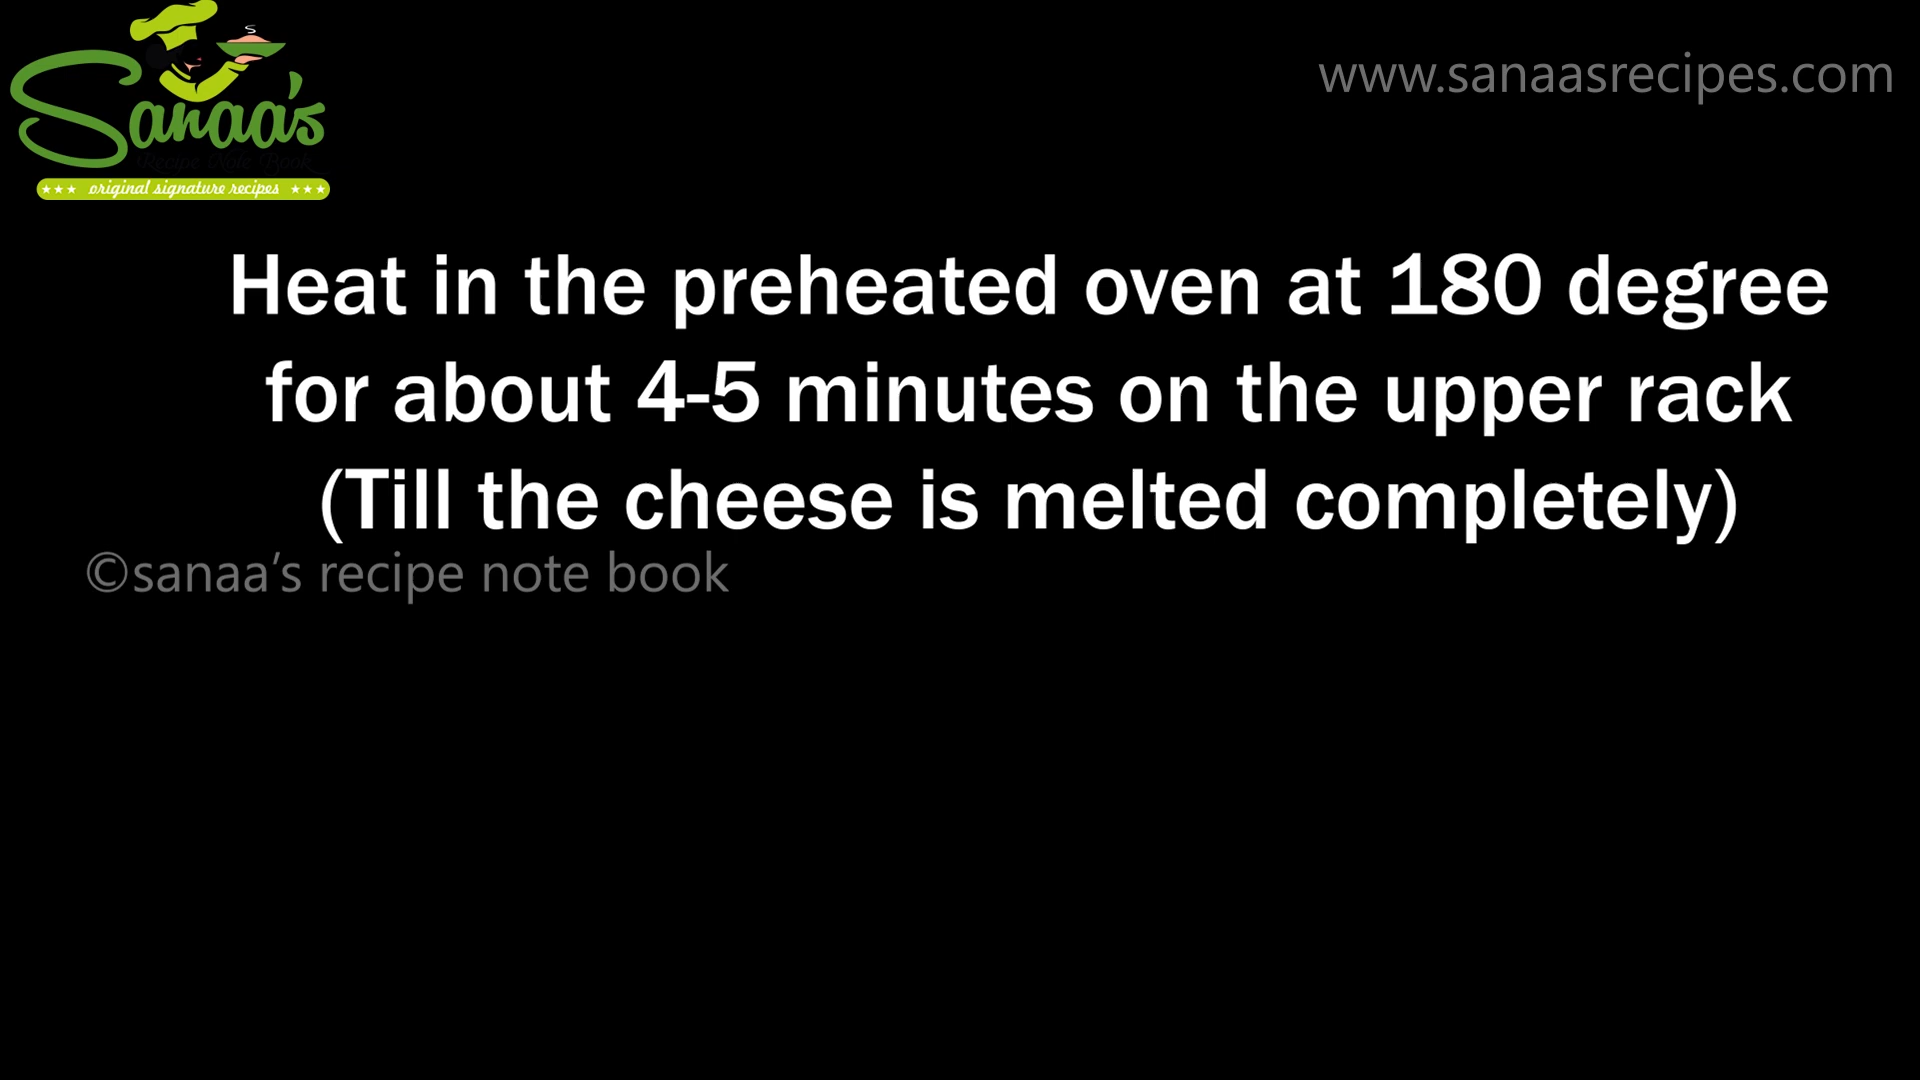 S
Sanaa's
Recipe Note Book
★★★ original signature recipes ★★★
www.sanaasrecipes.com
Heat in the preheated oven at 180 degree
for about 4-5 minutes on the upper rack
(Till the cheese is melted completely)
©sanaa’s recipe note book